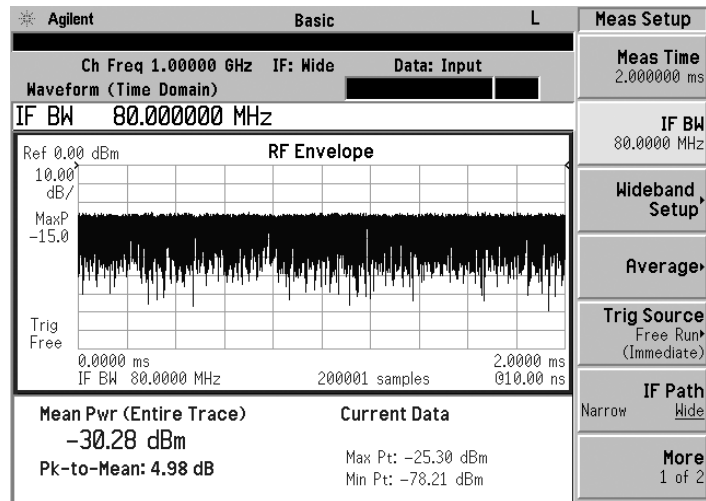 Agilent Basic L
Ch Freq 1.00000 GHz IF: Wide Data: Input
Waveform (Time Domain)
IF BW 80.000000 MHz
Ref 0.00 dBm RF Envelope
10.00
dB/
MaxP
-15.0
Trig
Free
0.0000 ms 2.0000 ms
IF BW 80.0000 MHz 200001 samples @10.00 ns
Mean Pwr (Entire Trace)
-30.28 dBm
Pk-to-Mean: 4.98 dB
Current Data
Max Pt: -25.30 dBm
Min Pt: -78.21 dBm
Meas Setup
Meas Time
2.000000 ms
IF BW
80.0000 MHz
Wideband
Setup
Average
Trig Source
Free Run
(Immediate)
IF Path
Narrow Wide
More
1 of 2